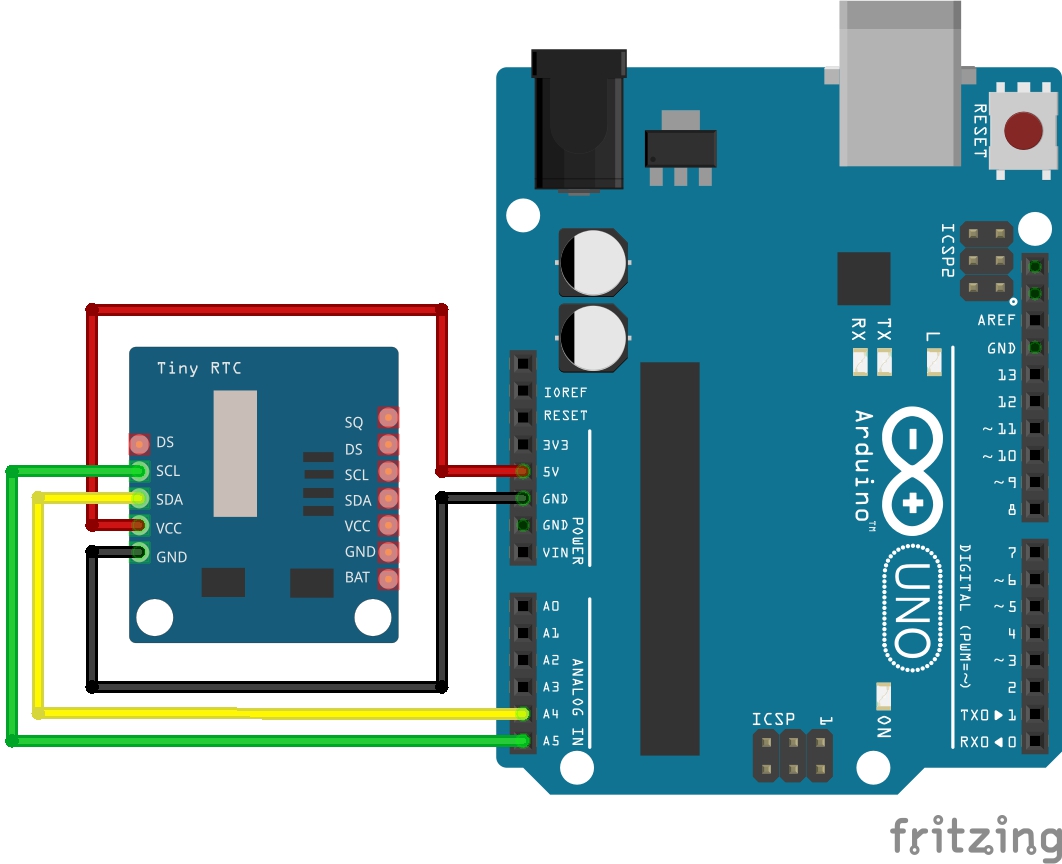 Tiny RTC
DS
SCL
SDA
VCC
GND
SQ
DS
SCL
SDA
VCC
GND
BAT
IOREF
RESET
3V3
5V
GND
GND
VIN
POWER
A0
A1
A2
A3
A4
A5
ANALOG IN
RESET
ICSP2
AREF
GND
13
12
~11
~10
~9
8
7
~6
~5
4
~3
2
TX0▶1
RX0◀0
DIGITAL (PWM=~)
RX
TX
L
Arduino™
UNO
ON
ICSP
1
fritzing